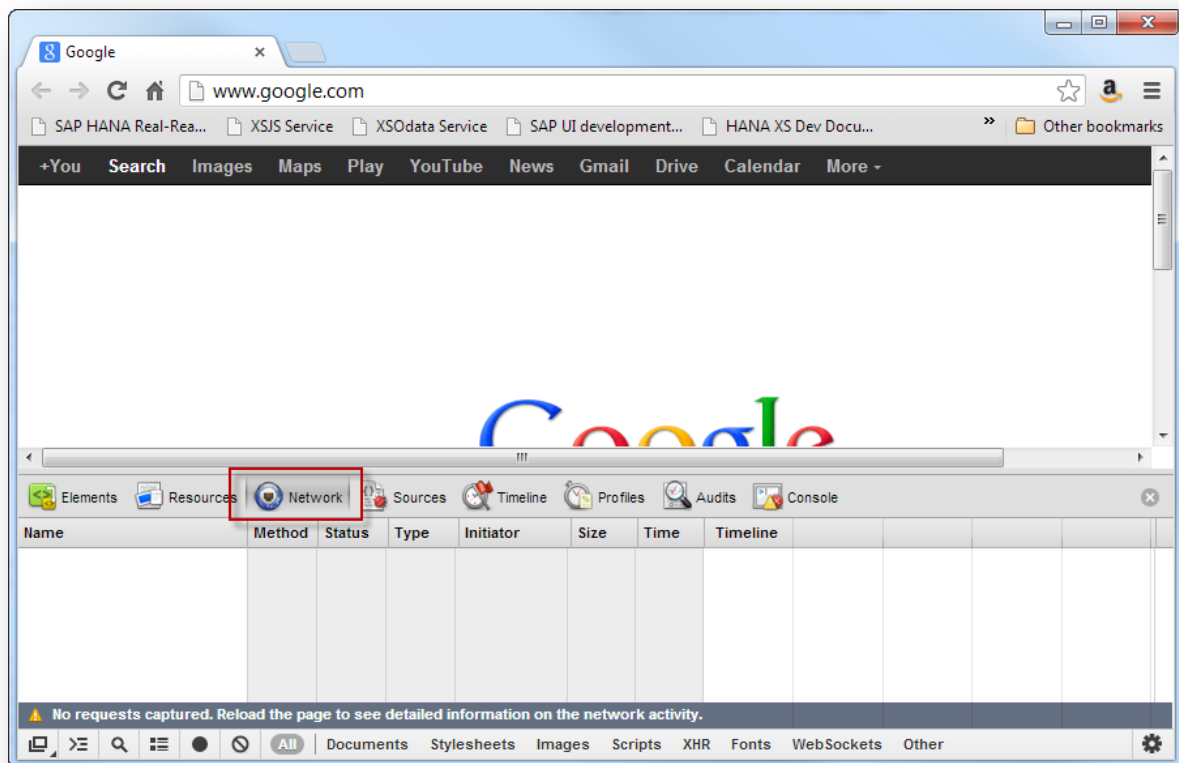 Google
www.google.com
SAP HANA Real-Rea... XSJS Service XSOdata Service SAP UI development... HANA XS Dev Docu... » Other bookmarks
+You Search Images Maps Play YouTube News Gmail Drive Calendar More
Google
Elements Resources Network Sources Timeline Profiles Audits Console
Name Method Status Type Initiator Size Time Timeline
No requests captured. Reload the page to see detailed information on the network activity.
All Documents Stylesheets Images Scripts XHR Fonts WebSockets Other